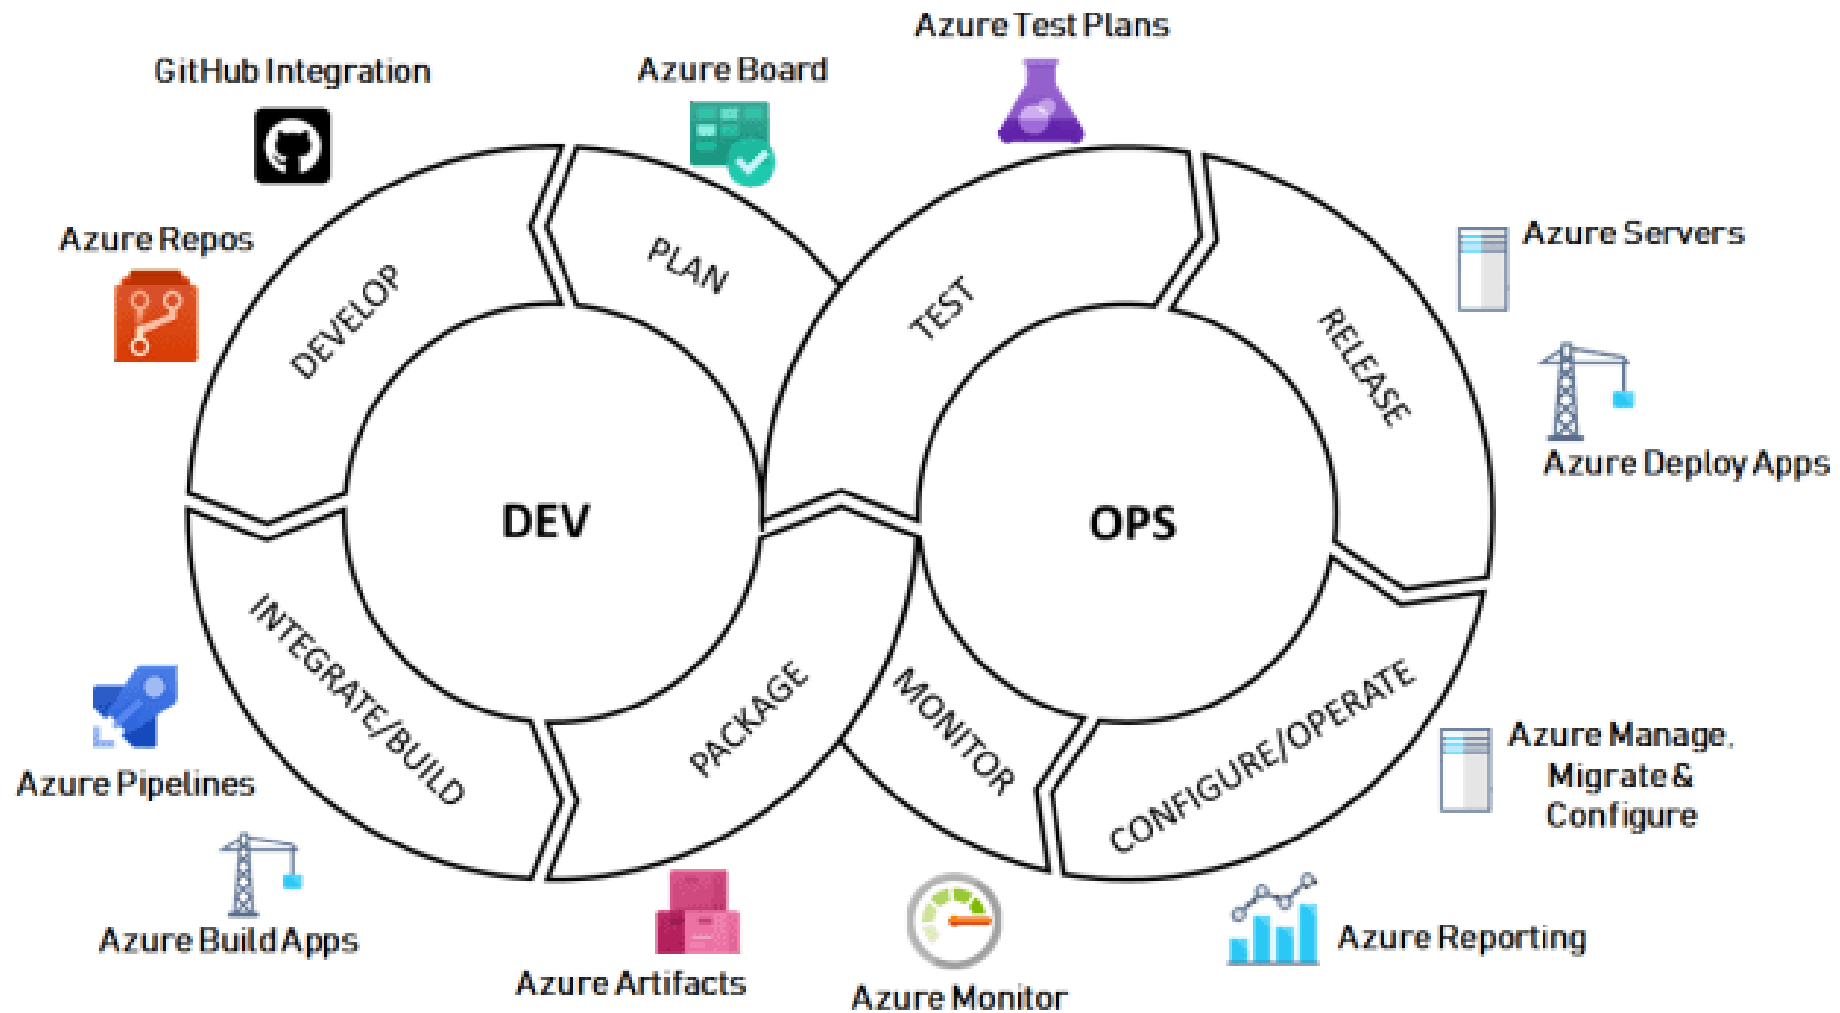 Azure Test Plans
GitHub Integration
Azure Board
Azure Repos
Azure Servers
PLAN
DEVELOP
TEST
RELEASE
Azure Deploy Apps
DEV
OPS
INTEGRATE/BUILD
PACKAGE
MONITOR
CONFIGURE/OPERATE
Azure Pipelines
Azure Manage,
Migrate &
Configure
Azure Build Apps
Azure Reporting
Azure Artifacts
Azure Monitor